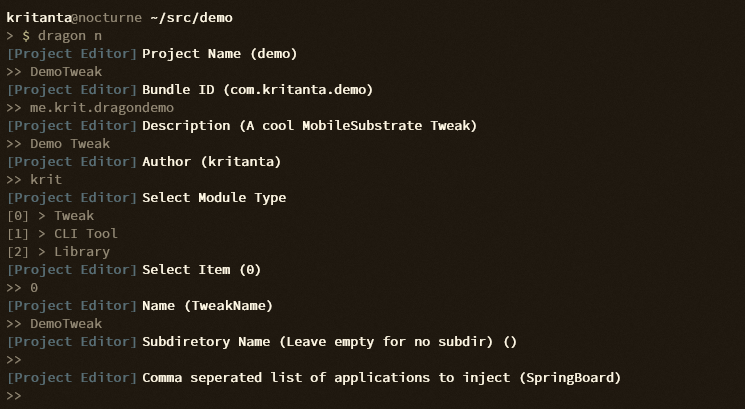 kritanta@nocturne ~/src/demo
> $ dragon n
[Project Editor] Project Name (demo)
>> DemoTweak
[Project Editor] Bundle ID (com.kritanta.demo)
>> me.krit.dragondemo
[Project Editor] Description (A cool MobileSubstrate Tweak)
>> Demo Tweak
[Project Editor] Author (kritanta)
>> krit
[Project Editor] Select Module Type
[0] > Tweak
[1] > CLI Tool
[2] > Library
[Project Editor] Select Item (0)
>> 0
[Project Editor] Name (TweakName)
>> DemoTweak
[Project Editor] Subdiretory Name (Leave empty for no subdir) ()
>>
[Project Editor] Comma seperated list of applications to inject (SpringBoard)
>>